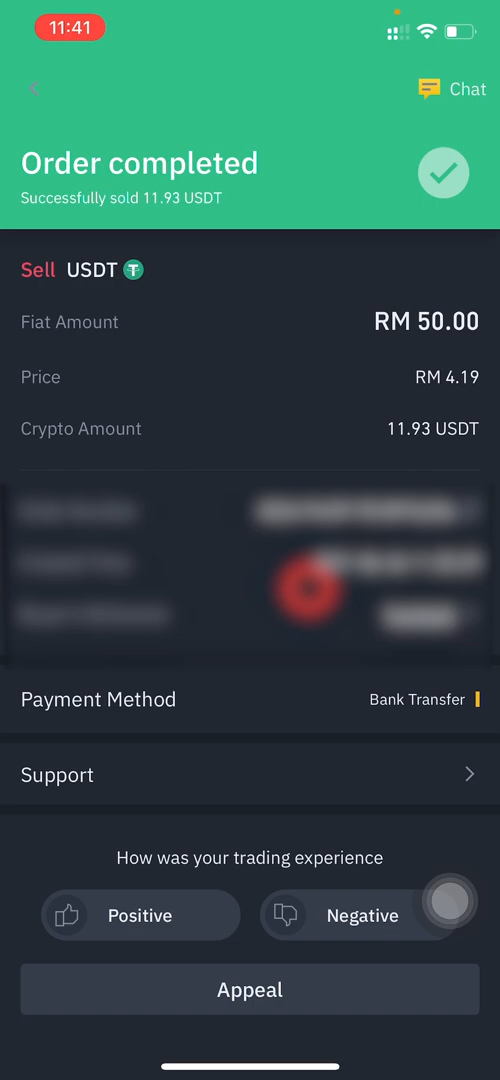 11:41
Chat
Order completed
Successfully sold 11.93 USDT
Sell USDT
Fiat Amount RM 50.00
Price RM 4.19
Crypto Amount 11.93 USDT
Payment Method Bank Transfer
Support
How was your trading experience
Positive Negative
Appeal